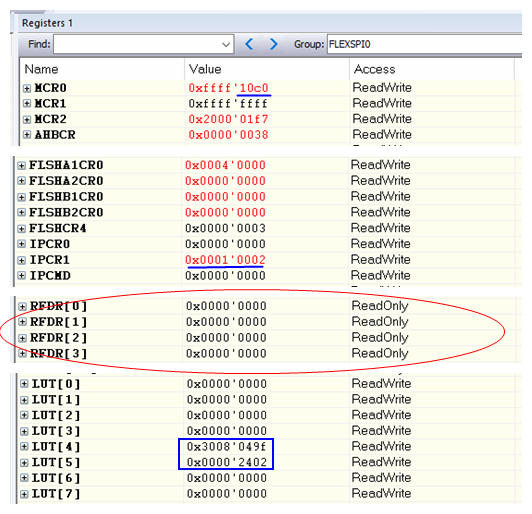 Registers 1
Find: Group: FLEXSPI0
Name Value Access
MCR0 0xffff'10c0 ReadWrite
MCR1 0xffff'ffff ReadWrite
MCR2 0x2000'01f7 ReadWrite
AHBCR 0x0000'0038 ReadWrite
FLSHA1CR0 0x0004'0000 ReadWrite
FLSHA2CR0 0x0000'0000 ReadWrite
FLSHB1CR0 0x0000'0000 ReadWrite
FLSHB2CR0 0x0000'0000 ReadWrite
FLSHCR4 0x0000'0003 ReadWrite
IPCR0 0x0000'0000 ReadWrite
IPCR1 0x0001'0002 ReadWrite
IPCMD 0x0000'0000 ReadWrite
RFDR[0] 0x0000'0000 ReadOnly
RFDR[1] 0x0000'0000 ReadOnly
RFDR[2] 0x0000'0000 ReadOnly
RFDR[3] 0x0000'0000 ReadOnly
LUT[0] 0x0000'0000 ReadWrite
LUT[1] 0x0000'0000 ReadWrite
LUT[2] 0x0000'0000 ReadWrite
LUT[3] 0x0000'0000 ReadWrite
LUT[4] 0x3008'049f ReadWrite
LUT[5] 0x0000'2402 ReadWrite
LUT[6] 0x0000'0000 ReadWrite
LUT[7] 0x0000'0000 ReadWrite